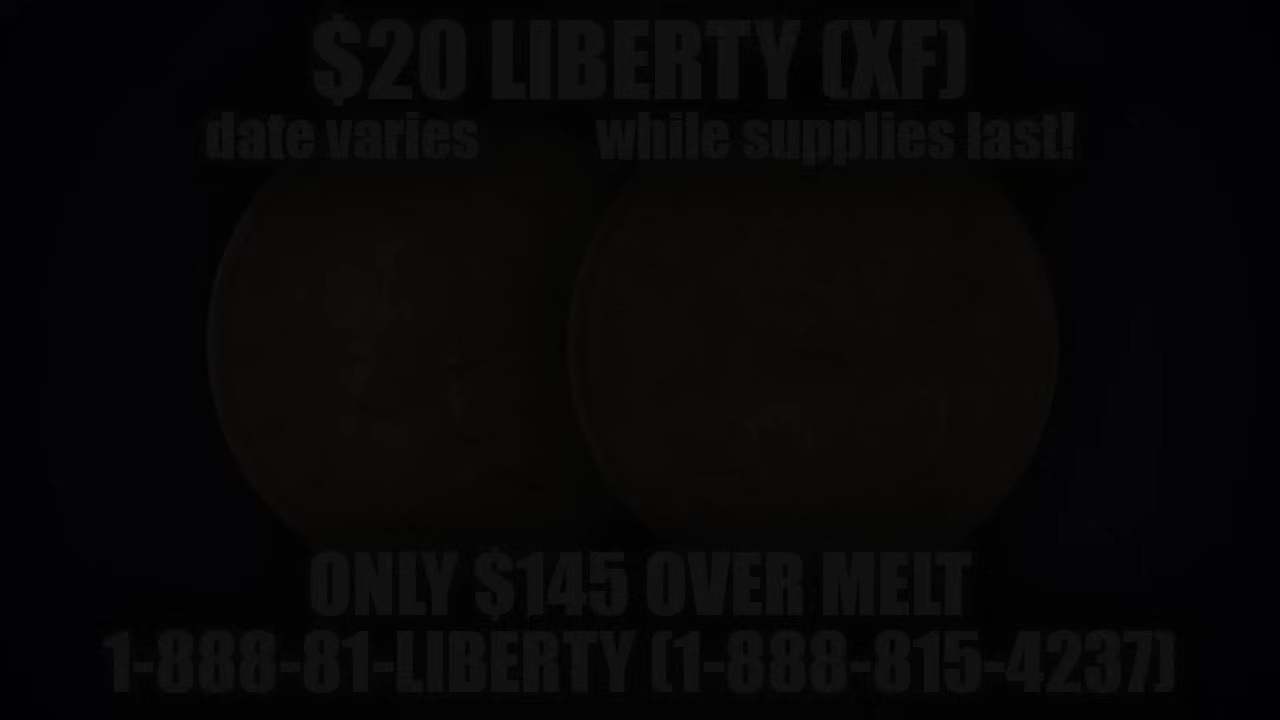 $20 LIBERTY (XF)
date varies while supplies last!
ONLY $145 OVER MELT
1-888-81-LIBERTY (1-888-815-4237)